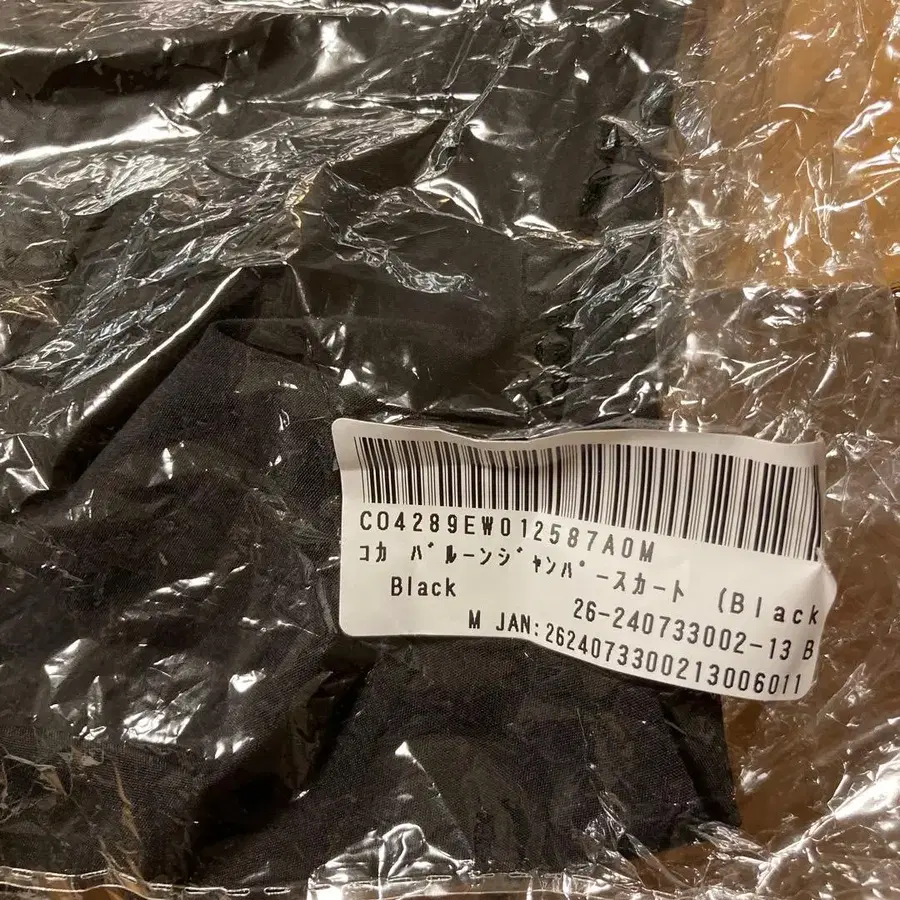 CO4289EW012587A0M
ｺｶ ﾊﾞﾙｰﾝｼﾞｬﾝﾊﾟｰｽｶｰﾄ (Black
Black 26-240733002-13 B
M JAN:2624073300213006011